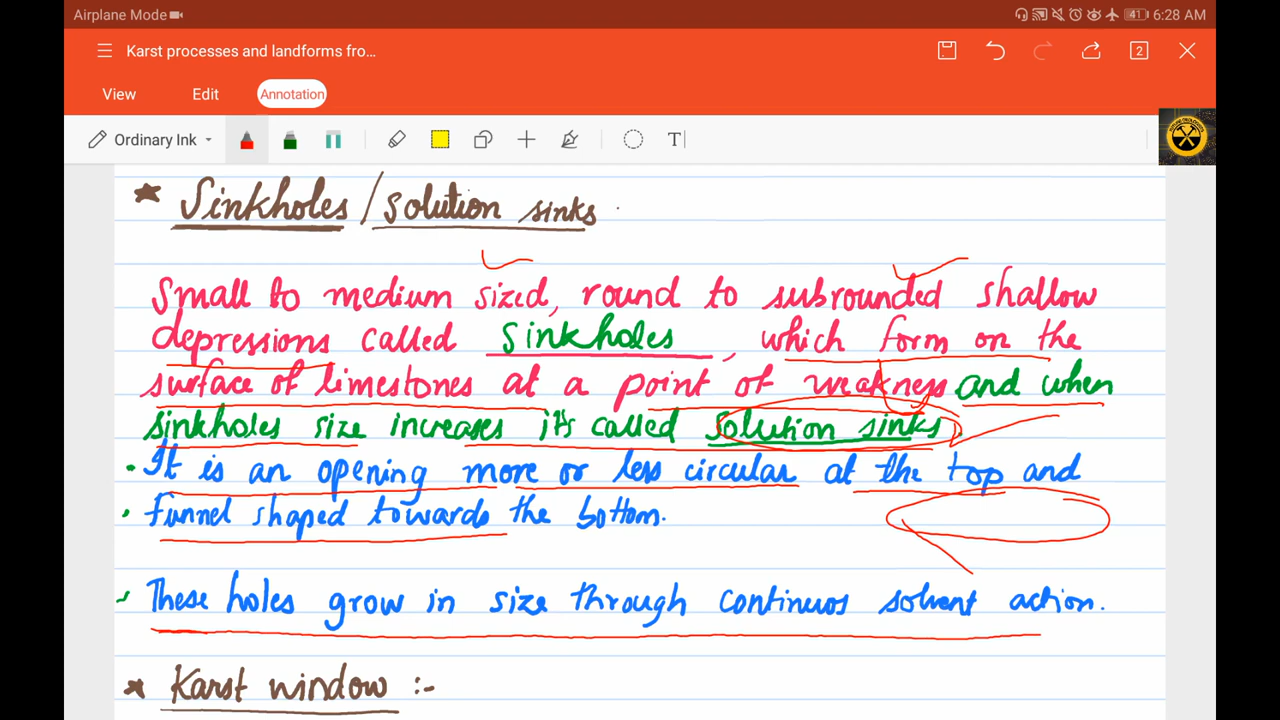 Airplane Mode
41 6:28 AM
Karst processes and landforms fro...
2
View Edit Annotation
Ordinary Ink T
★ Sinkholes / Solution sinks
Small to medium sized, round to subrounded shallow
depressions called Sinkholes, which form on the
surface of limestones at a point of weakness and when
sinkholes size increases it's called solution sinks.
• It is an opening more or less circular at the top and
• funnel shaped towards the bottom.
These holes grow in size through continuos solvent action.
★ Karst window :-